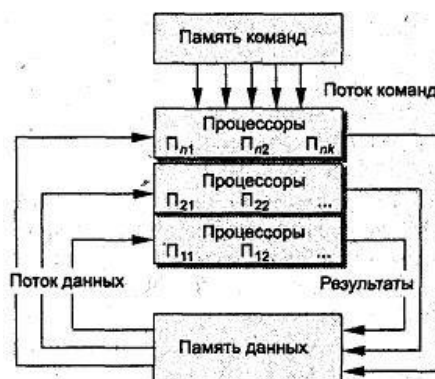 Память команд
Поток команд
Процессоры
Пn1 Пn2 Пnk
Процессоры
П21 П22 ...
Процессоры
П11 П12 ...
Поток данных
Результаты
Память данных